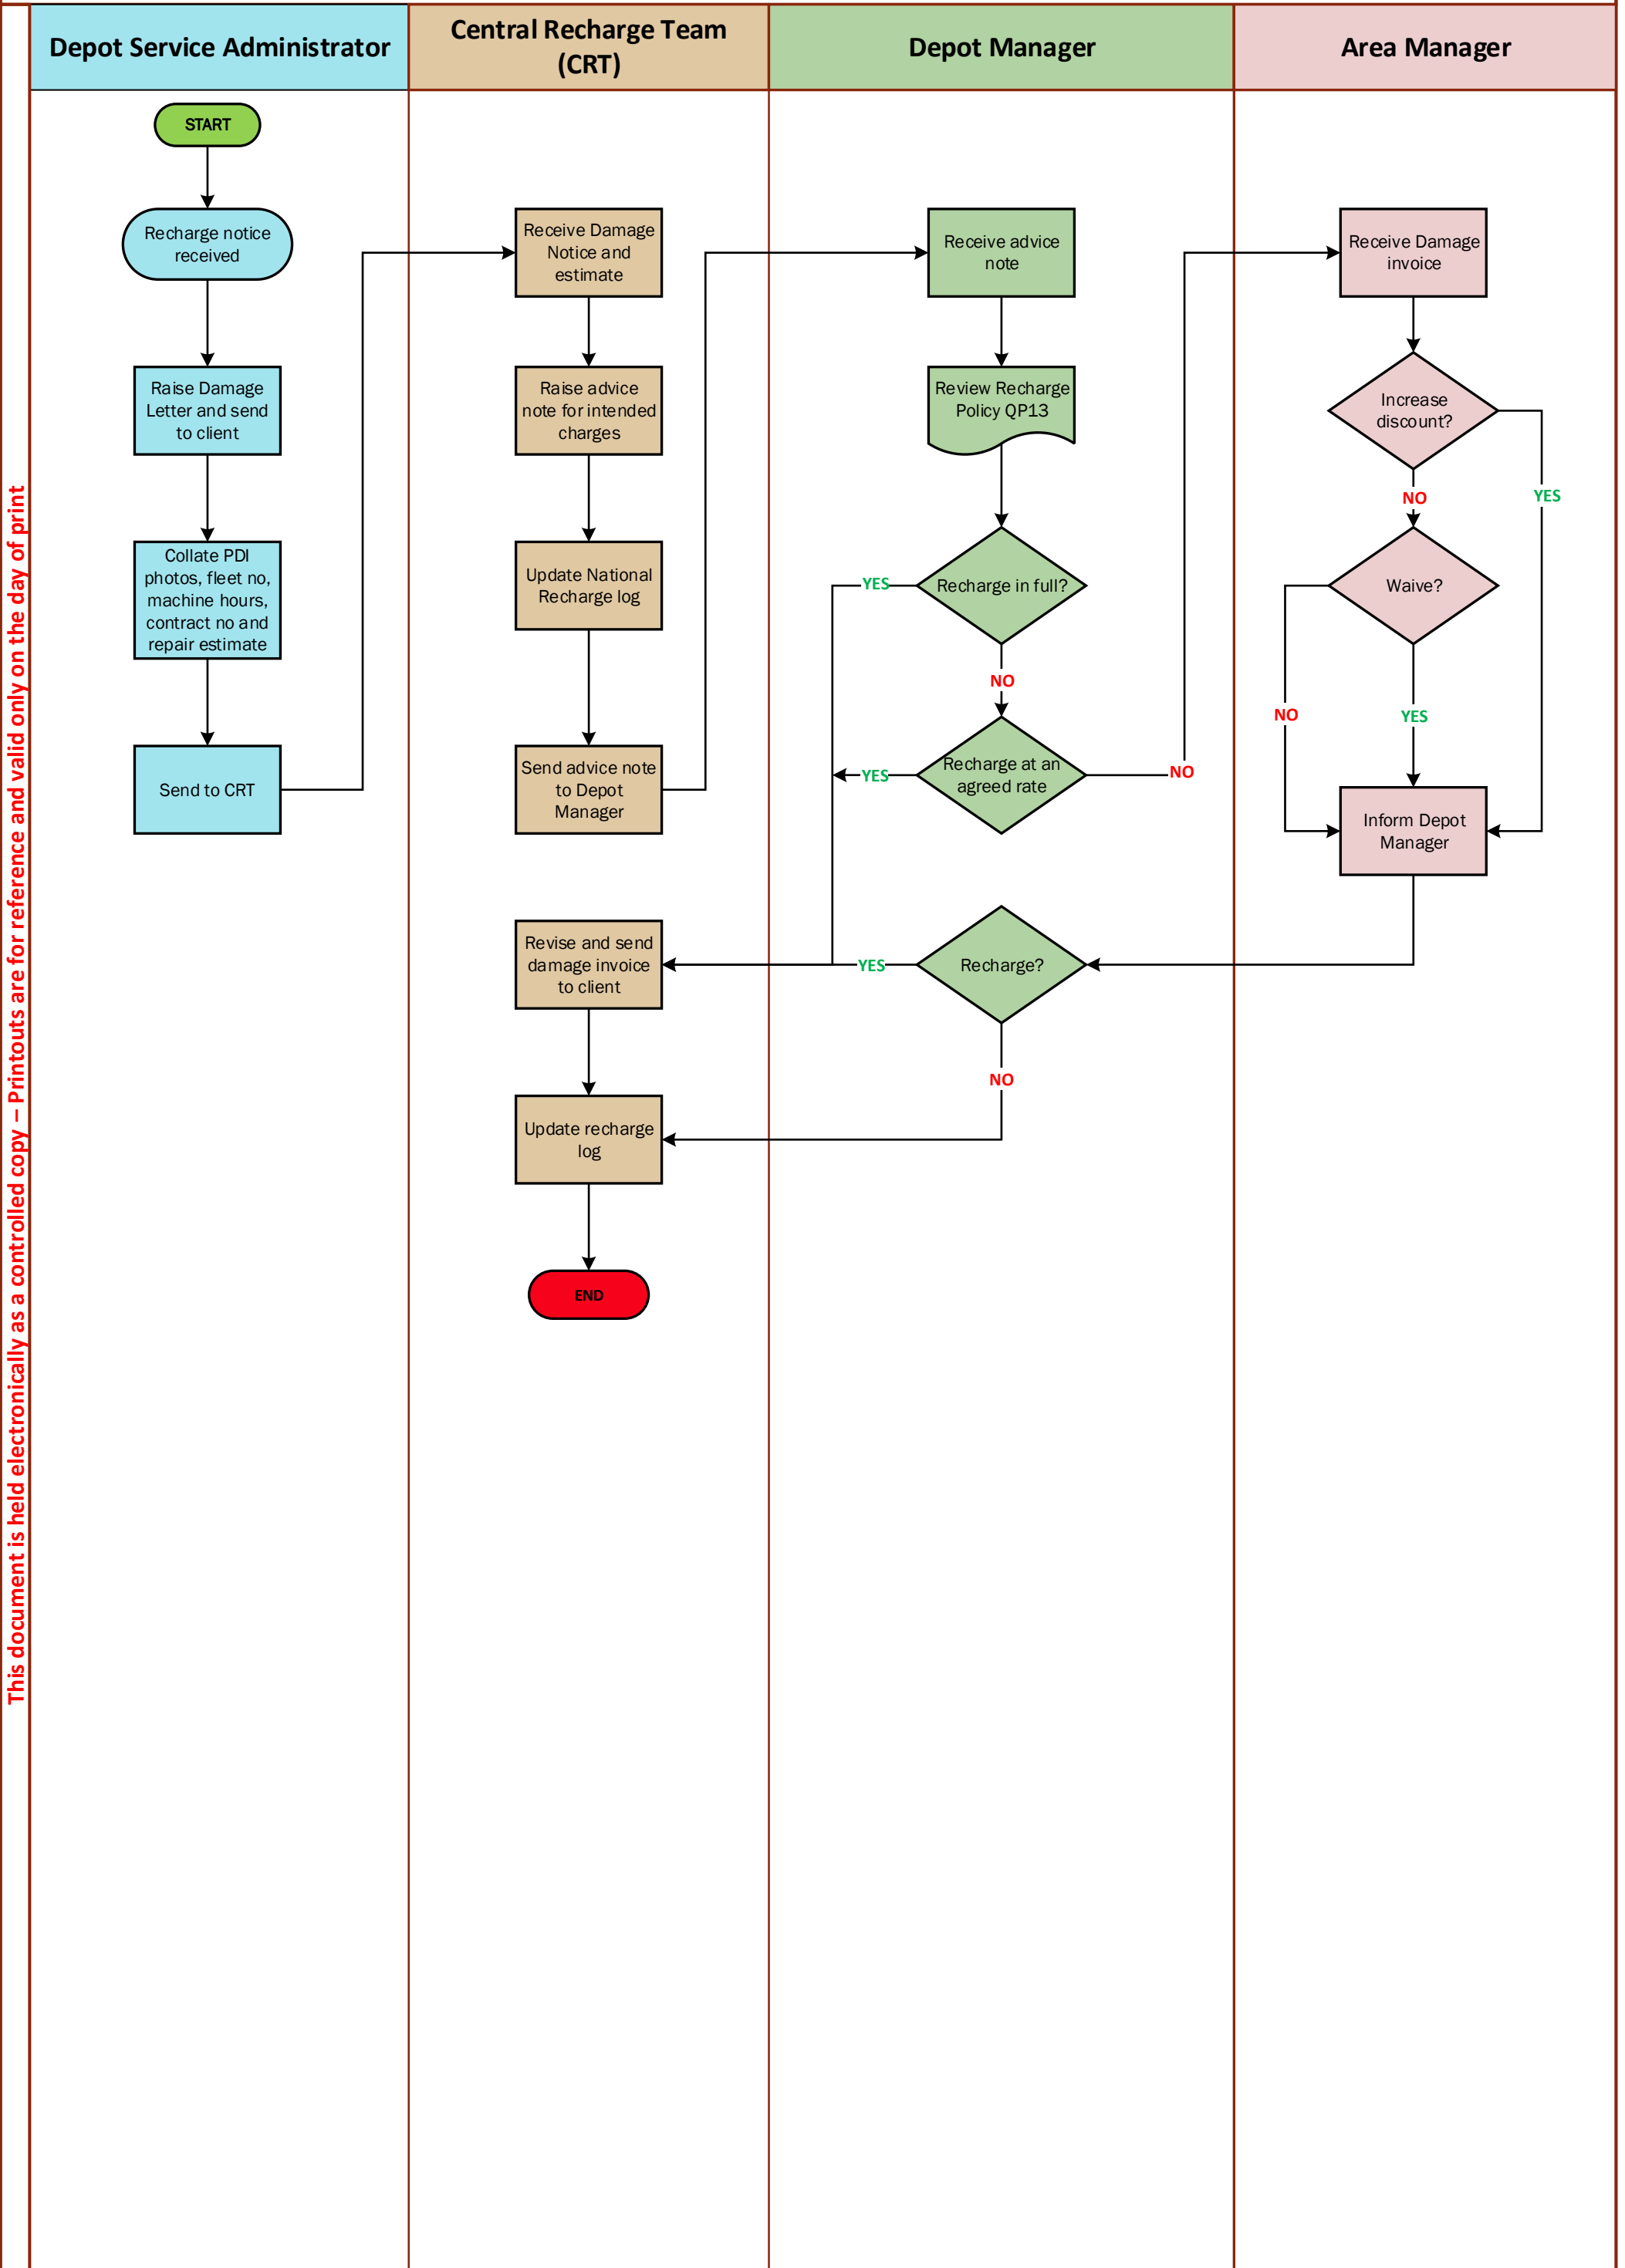 Depot Service Administrator
Central Recharge Team
(CRT)
Depot Manager
Area Manager
This document is held electronically as a controlled copy – Printouts are for reference and valid only on the day of print
START
Recharge notice
received
Raise Damage
Letter and send
to client
Collate PDI
photos, fleet no,
machine hours,
contract no and
repair estimate
Send to CRT
Receive Damage
Notice and
estimate
Raise advice
note for intended
charges
Update National
Recharge log
Send advice note
to Depot
Manager
Revise and send
damage invoice
to client
Update recharge
log
END
Receive advice
note
Review Recharge
Policy QP13
Recharge in full?
YES
NO
Recharge at an
agreed rate
YES
NO
Recharge?
YES
NO
Receive Damage
invoice
Increase
discount?
NO
YES
Waive?
NO
YES
Inform Depot
Manager